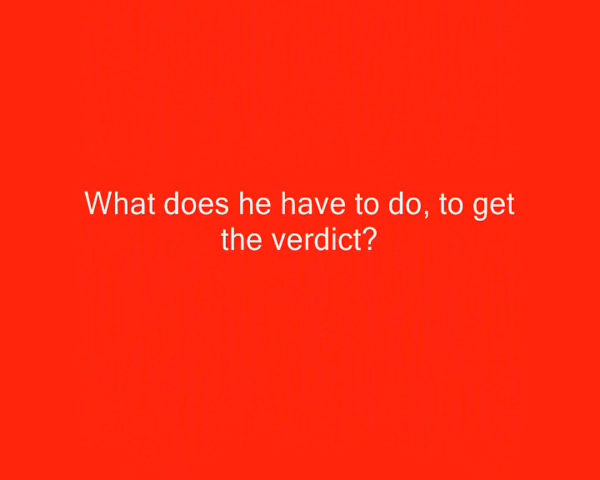 What does he have to do, to get
the verdict?